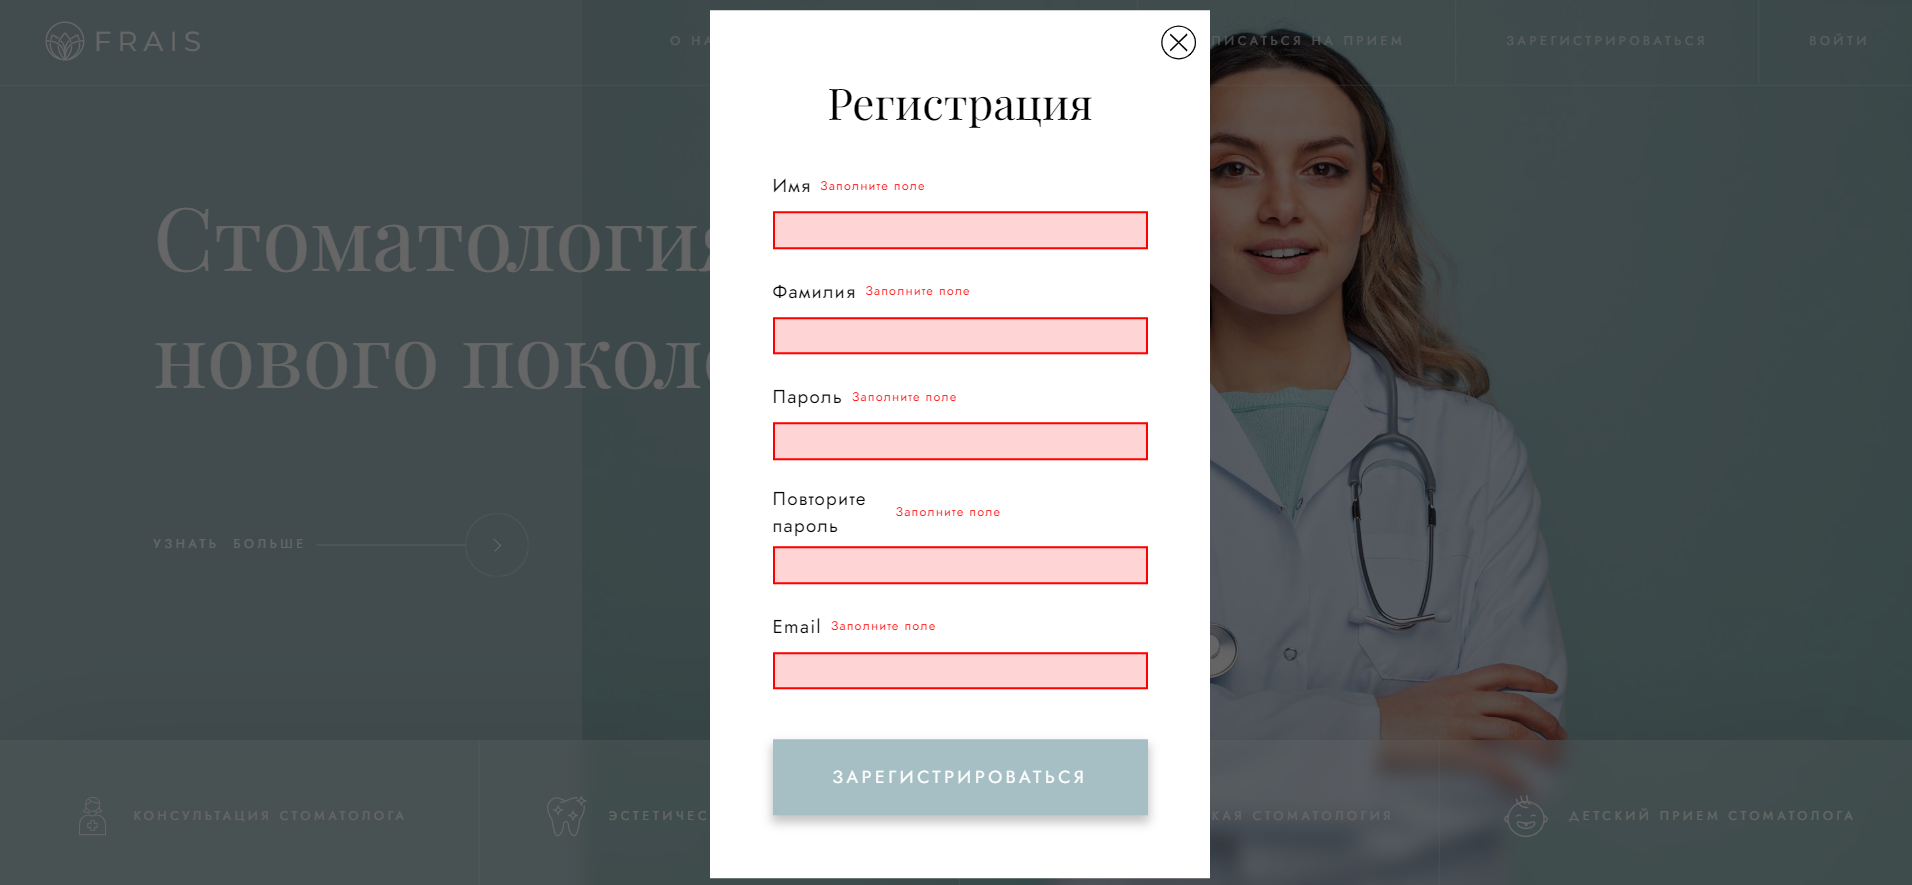 FRAIS
О НА
ПИСАТЬСЯ НА ПРИЕМ
ЗАРЕГИСТРИРОВАТЬСЯ
ВОЙТИ
Стоматология
нового покол
УЗНАТЬ БОЛЬШЕ
Регистрация
Имя Заполните поле
Фамилия Заполните поле
Пароль Заполните поле
Повторите
пароль Заполните поле
Email Заполните поле
ЗАРЕГИСТРИРОВАТЬСЯ
КОНСУЛЬТАЦИЯ СТОМАТОЛОГА
ЭСТЕТИЧЕС
КАЯ СТОМАТОЛОГИЯ
ДЕТСКИЙ ПРИЕМ СТОМАТОЛОГА